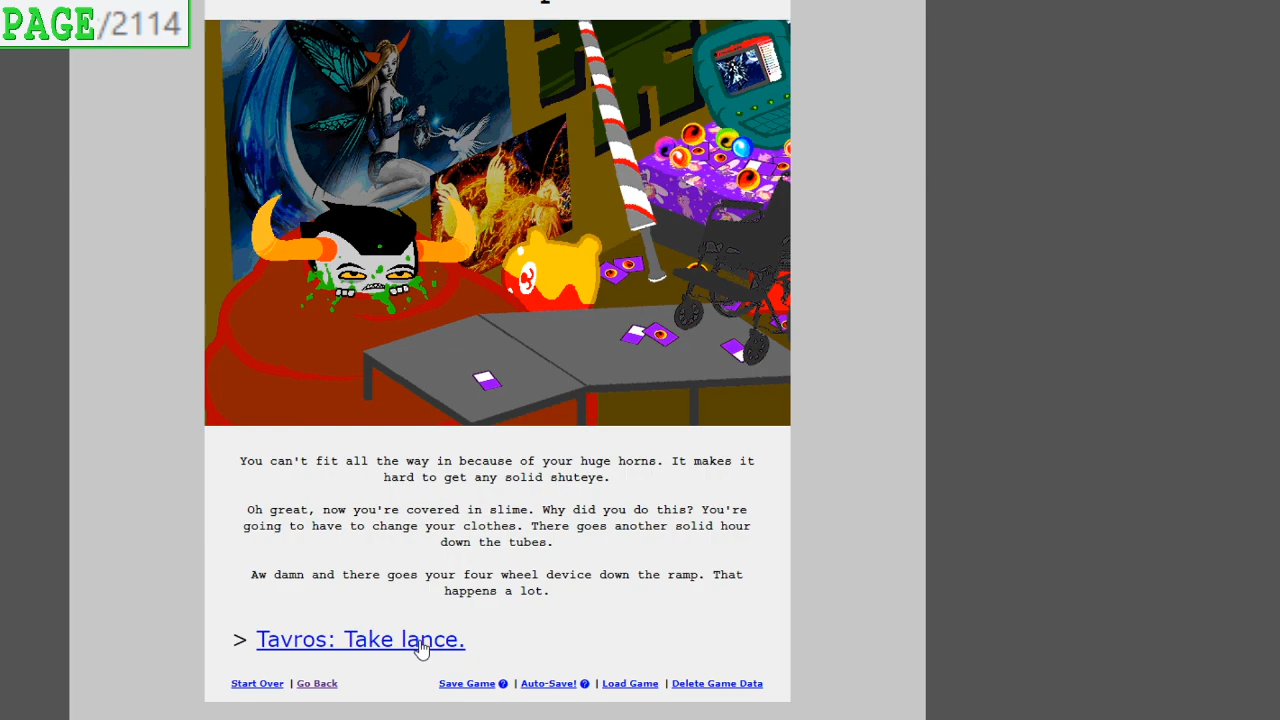 PAGE/2114
You can't fit all the way in because of your huge horns. It makes it
hard to get any solid shuteye.
Oh great, now you're covered in slime. Why did you do this? You're
going to have to change your clothes. There goes another solid hour
down the tubes.
Aw damn and there goes your four wheel device down the ramp. That
happens a lot.
> Tavros: Take lance.
Start Over | Go Back Save Game ? | Auto-Save! ? | Load Game | Delete Game Data